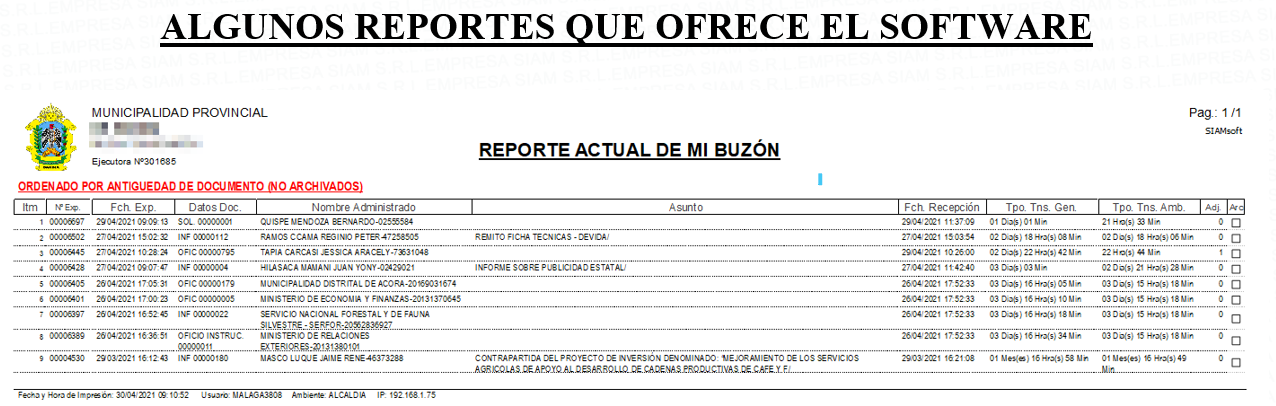 ALGUNOS REPORTES QUE OFRECE EL SOFTWARE
MUNICIPALIDAD PROVINCIAL
Pag.: 1 /1
SIAMsoft
Ejecutora Nº301685
REPORTE ACTUAL DE MI BUZÓN
ORDENADO POR ANTIGUEDAD DE DOCUMENTO (NO ARCHIVADOS)
Itm Nº Exp. Fch. Exp. Datos Doc. Nombre Administrado Asunto Fch. Recepción Tpo. Tns. Gen. Tpo. Tns. Amb. Adj. Arc
1 00006697 29/04/2021 09:09:13 SOL. 00000001 QUISPE MENDOZA BERNARDO-02555584 29/04/2021 11:37:09 01 Dia(s) 01 Min 21 Hra(s) 33 Min 0
2 00006502 27/04/2021 15:02:32 INF 00000112 RAMOS CCAMA REGINIO PETER-47258505 REMITO FICHA TECNICAS - DEVIDA/ 27/04/2021 15:03:54 02 Dia(s) 18 Hra(s) 08 Min 02 Dia(s) 18 Hra(s) 06 Min 0
3 00006445 27/04/2021 10:28:24 OFIC 00000795 TAPIA CARCASI JESSICA ARACELY-73631048 29/04/2021 10:26:00 02 Dia(s) 22 Hra(s) 42 Min 22 Hra(s) 44 Min 1
4 00006428 27/04/2021 09:07:47 INF 00000004 HILASACA MAMANI JUAN YONY-02429021 INFORME SOBRE PUBLICIDAD ESTATAL/ 27/04/2021 11:42:40 03 Dia(s) 03 Min 02 Dia(s) 21 Hra(s) 28 Min 0
5 00006405 26/04/2021 17:05:31 OFIC 00000179 MUNICIPALIDAD DISTRITAL DE ACORA-20169031674 26/04/2021 17:52:33 03 Dia(s) 16 Hra(s) 05 Min 03 Dia(s) 15 Hra(s) 18 Min 0
6 00006401 26/04/2021 17:00:23 OFIC 00000005 MINISTERIO DE ECONOMIA Y FINANZAS-20131370645 26/04/2021 17:52:33 03 Dia(s) 16 Hra(s) 10 Min 03 Dia(s) 15 Hra(s) 18 Min 0
7 00006397 26/04/2021 16:52:45 INF 00000022 SERVICIO NACIONAL FORESTAL Y DE FAUNA 26/04/2021 17:52:33 03 Dia(s) 16 Hra(s) 18 Min 03 Dia(s) 15 Hra(s) 18 Min 0
SILVESTRE - SERFOR-20562836927
8 00006389 26/04/2021 16:36:51 OFICIO INSTRUC. MINISTERIO DE RELACIONES 26/04/2021 17:52:33 03 Dia(s) 16 Hra(s) 34 Min 03 Dia(s) 15 Hra(s) 18 Min 0
00000011 EXTERIORES-20131380101
9 00004530 29/03/2021 16:12:43 INF 00000180 MASCO LUQUE JAIME RENE-46373288 CONTRAPARTIDA DEL PROYECTO DE INVERSIÓN DENOMINADO: "MEJORAMIENTO DE LOS SERVICIOS 29/03/2021 16:21:08 01 Mes(es) 16 Hra(s) 58 Min 01 Mes(es) 16 Hra(s) 49 0
AGRICOLAS DE APOYO AL DESARROLLO DE CADENAS PRODUCTIVAS DE CAFE Y F/ Min
Fecha y Hora de Impresión: 30/04/2021 09:10:52 Usuario: MALAGA3808 Ambiente: ALCALDIA IP: 192.168.1.75